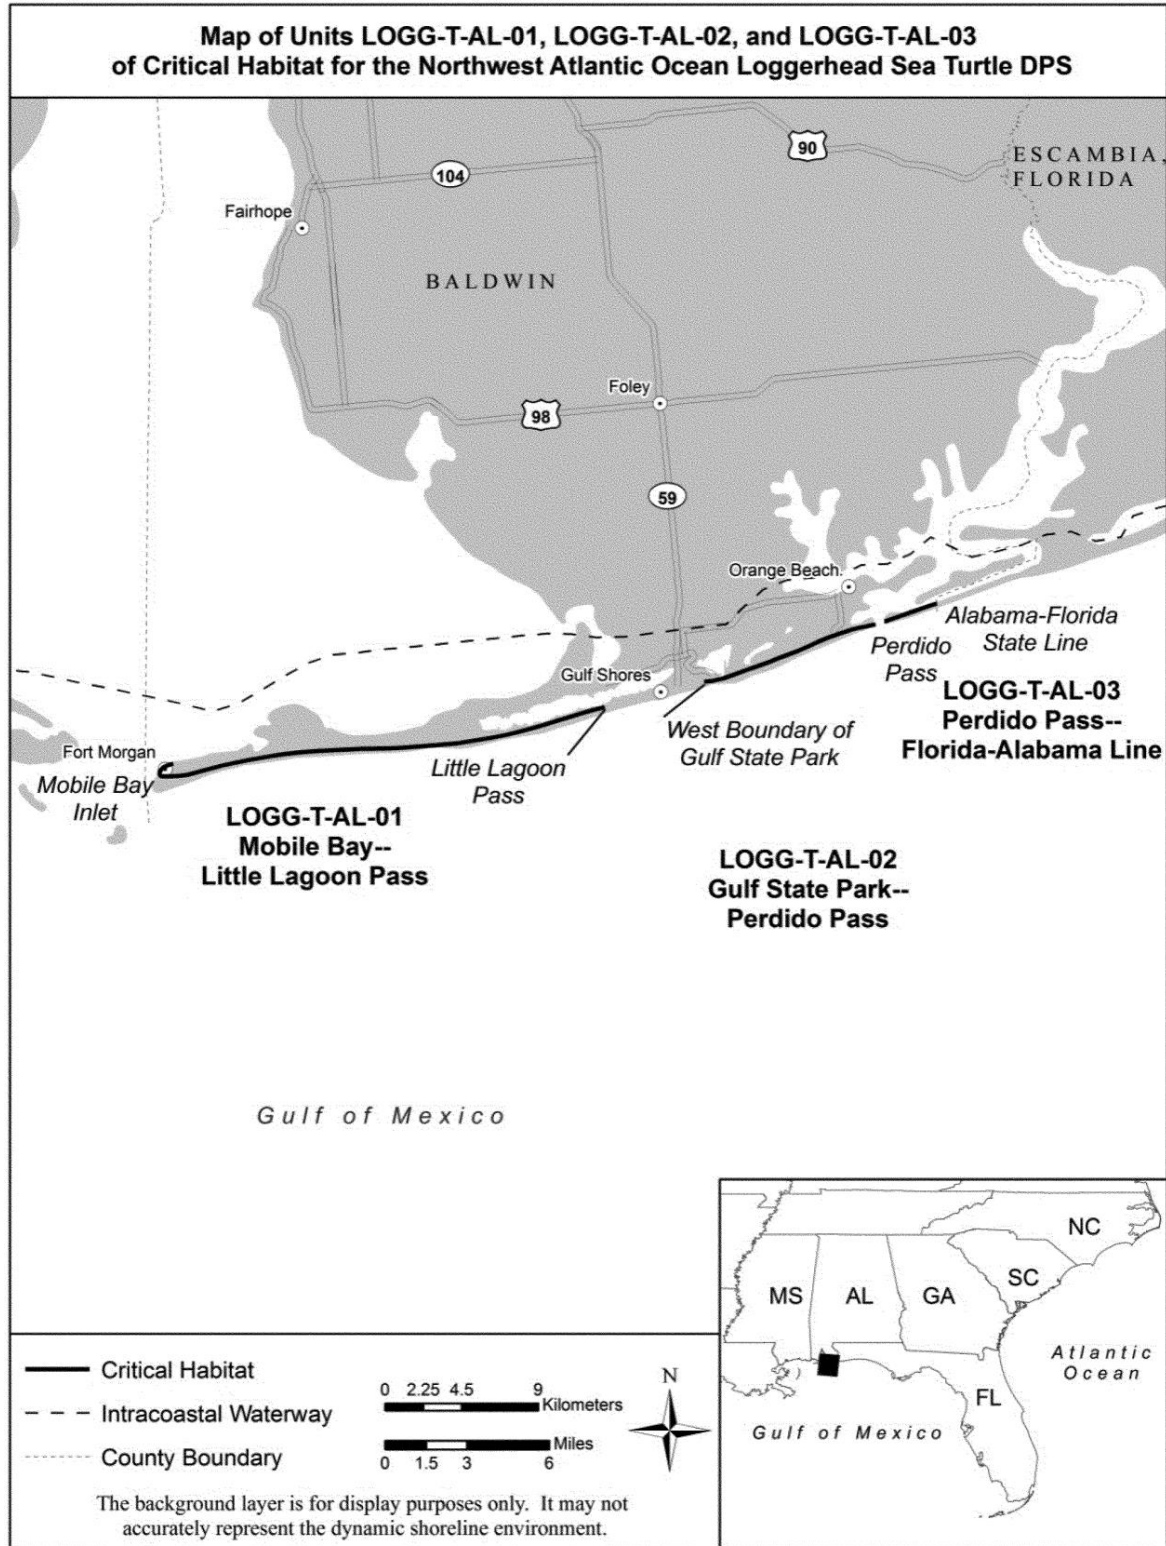 Map of Units LOGG-T-AL-01, LOGG-T-AL-02, and LOGG-T-AL-03
of Critical Habitat for the Northwest Atlantic Ocean Loggerhead Sea Turtle DPS
90
ESCAMBIA,
FLORIDA
104
Fairhope
BALDWIN
Foley
98
59
Orange Beach
Alabama-Florida
State Line
Perdido
Pass
Gulf Shores
LOGG-T-AL-03
Perdido Pass--
Florida-Alabama Line
West Boundary of
Gulf State Park
Fort Morgan
Mobile Bay
Inlet
Little Lagoon
Pass
LOGG-T-AL-01
Mobile Bay--
Little Lagoon Pass
LOGG-T-AL-02
Gulf State Park--
Perdido Pass
Gulf of Mexico
NC
SC
MS
AL
GA
Atlantic
Ocean
FL
Gulf of Mexico
Critical Habitat
Intracoastal Waterway
County Boundary
0 2.25 4.5 9
Kilometers
Miles
0 1.5 3 6
N
The background layer is for display purposes only. It may not
accurately represent the dynamic shoreline environment.